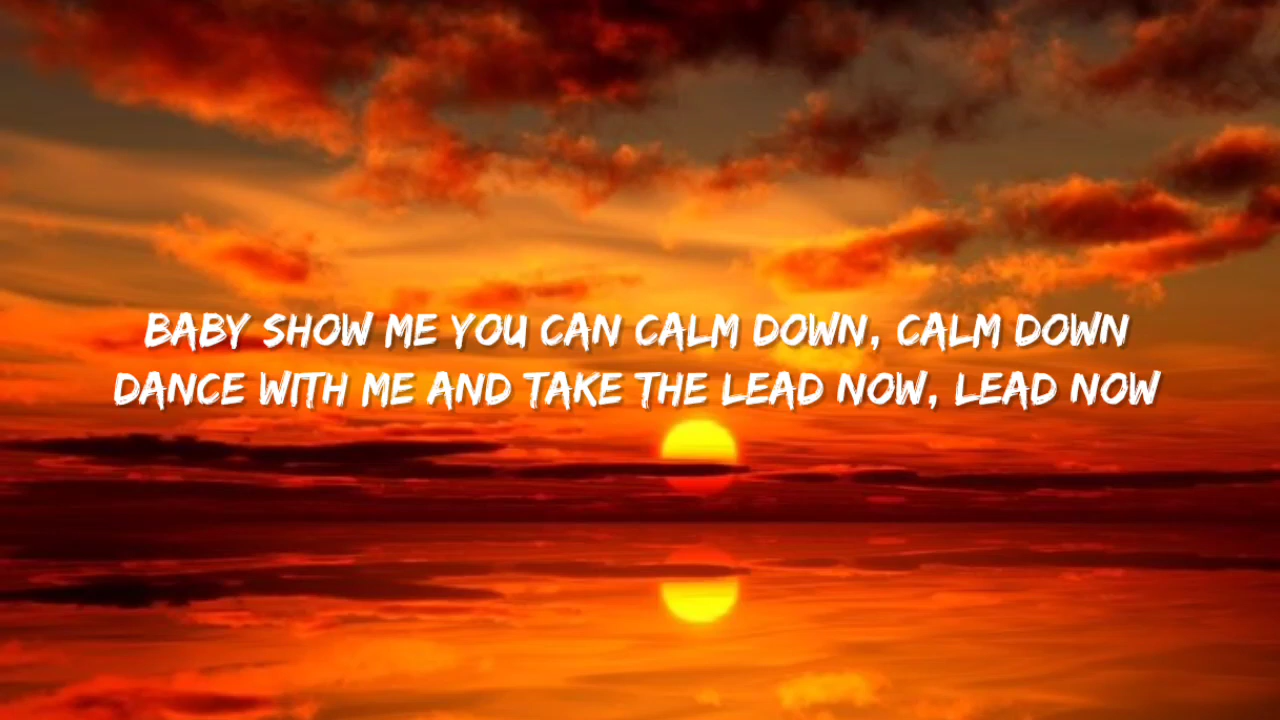 BABY SHOW ME YOU CAN CALM DOWN, CALM DOWN
DANCE WITH ME AND TAKE THE LEAD NOW, LEAD NOW